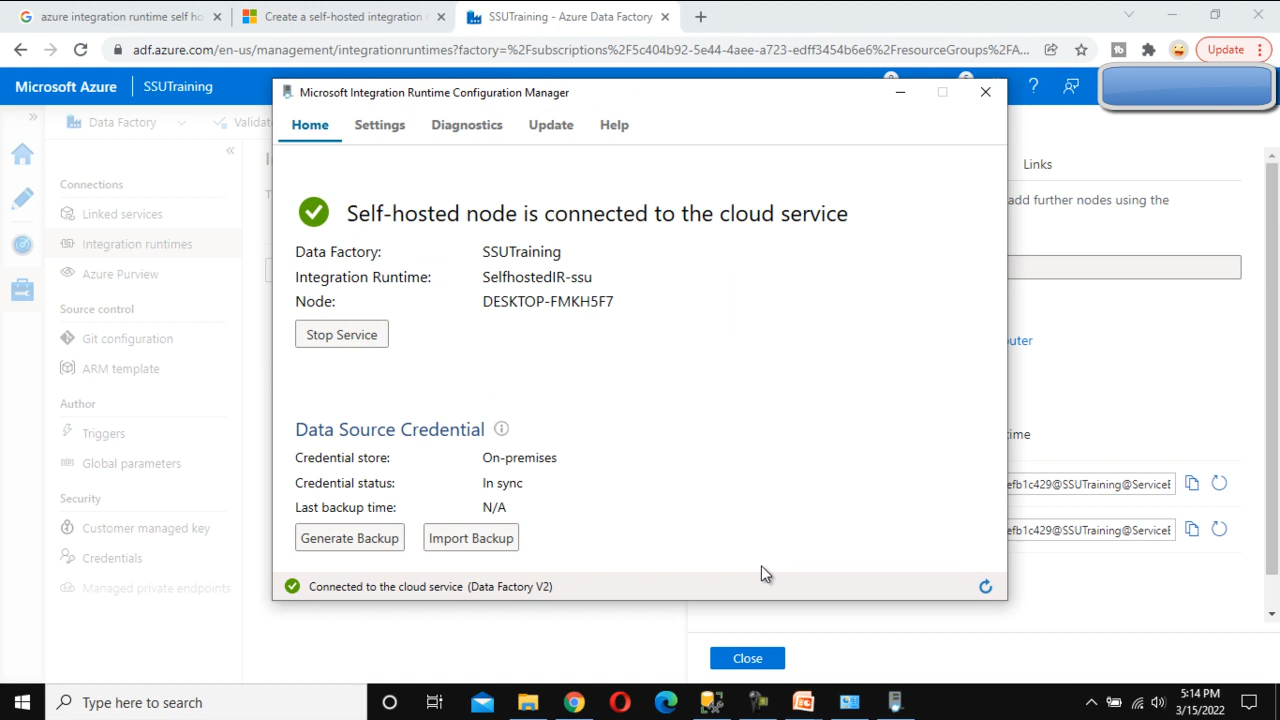 azure integration runtime self ho
Create a self-hosted integration
SSUTraining - Azure Data Factory
adf.azure.com/en-us/management/integrationruntimes?factory=%2Fsubscriptions%2F5c404b92-5e44-4aee-a723-edff3454b6e6%2FresourceGroups%2FA...
Update
Microsoft Azure
SSUTraining
Microsoft Integration Runtime Configuration Manager
Home
Settings
Diagnostics
Update
Help
Data Factory
Validat
Connections
Linked services
Integration runtimes
Azure Purview
Source control
Git configuration
ARM template
Author
Triggers
Global parameters
Security
Customer managed key
Credentials
Managed private endpoints
Self-hosted node is connected to the cloud service
Data Factory: SSUTraining
Integration Runtime: SelfhostedIR-ssu
Node: DESKTOP-FMKH5F7
Stop Service
Data Source Credential
Credential store: On-premises
Credential status: In sync
Last backup time: N/A
Generate Backup
Import Backup
Connected to the cloud service (Data Factory V2)
Links
add further nodes using the
uter
time
efb1c429@SSUTraining@ServiceE
efb1c429@SSUTraining@ServiceE
Close
Type here to search
5:14 PM
3/15/2022